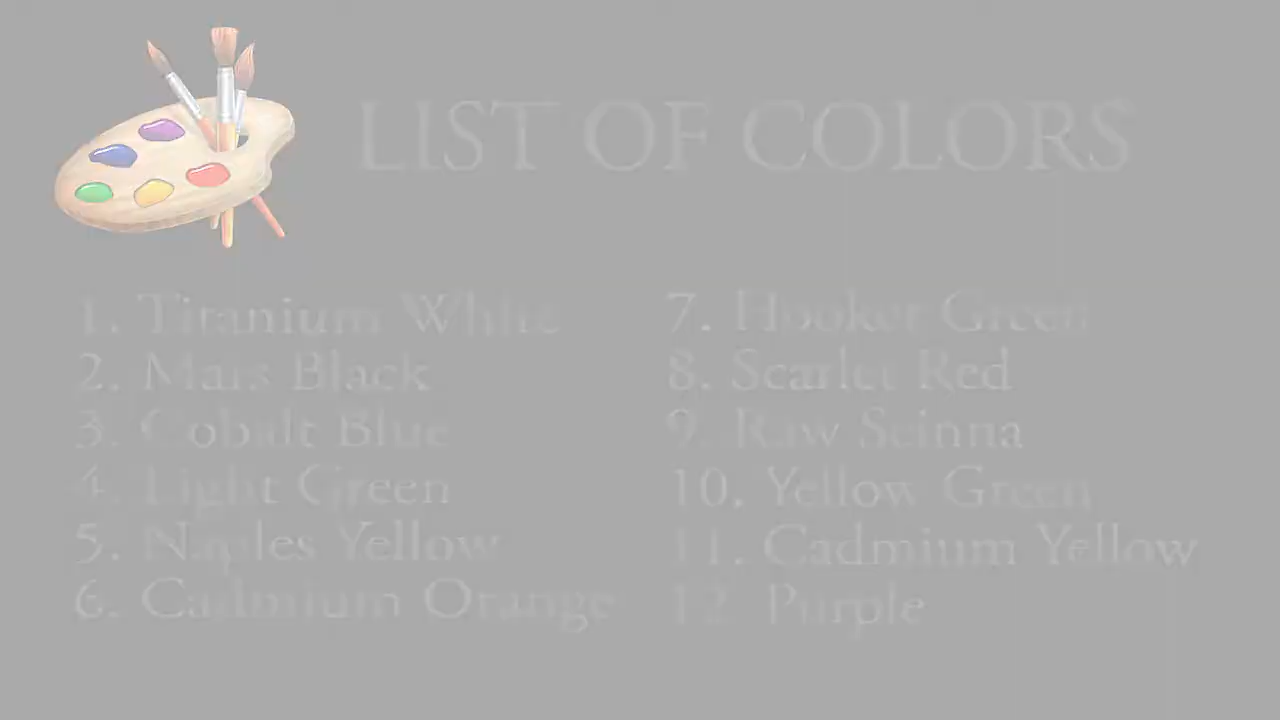 LIST OF COLORS
1. Titanium White
2. Mars Black
3. Cobalt Blue
4. Light Green
5. Naples Yellow
6. Cadmium Orange
7. Hooker Green
8. Scarlet Red
9. Raw Seinna
10. Yellow Green
11. Cadmium Yellow
12. Purple